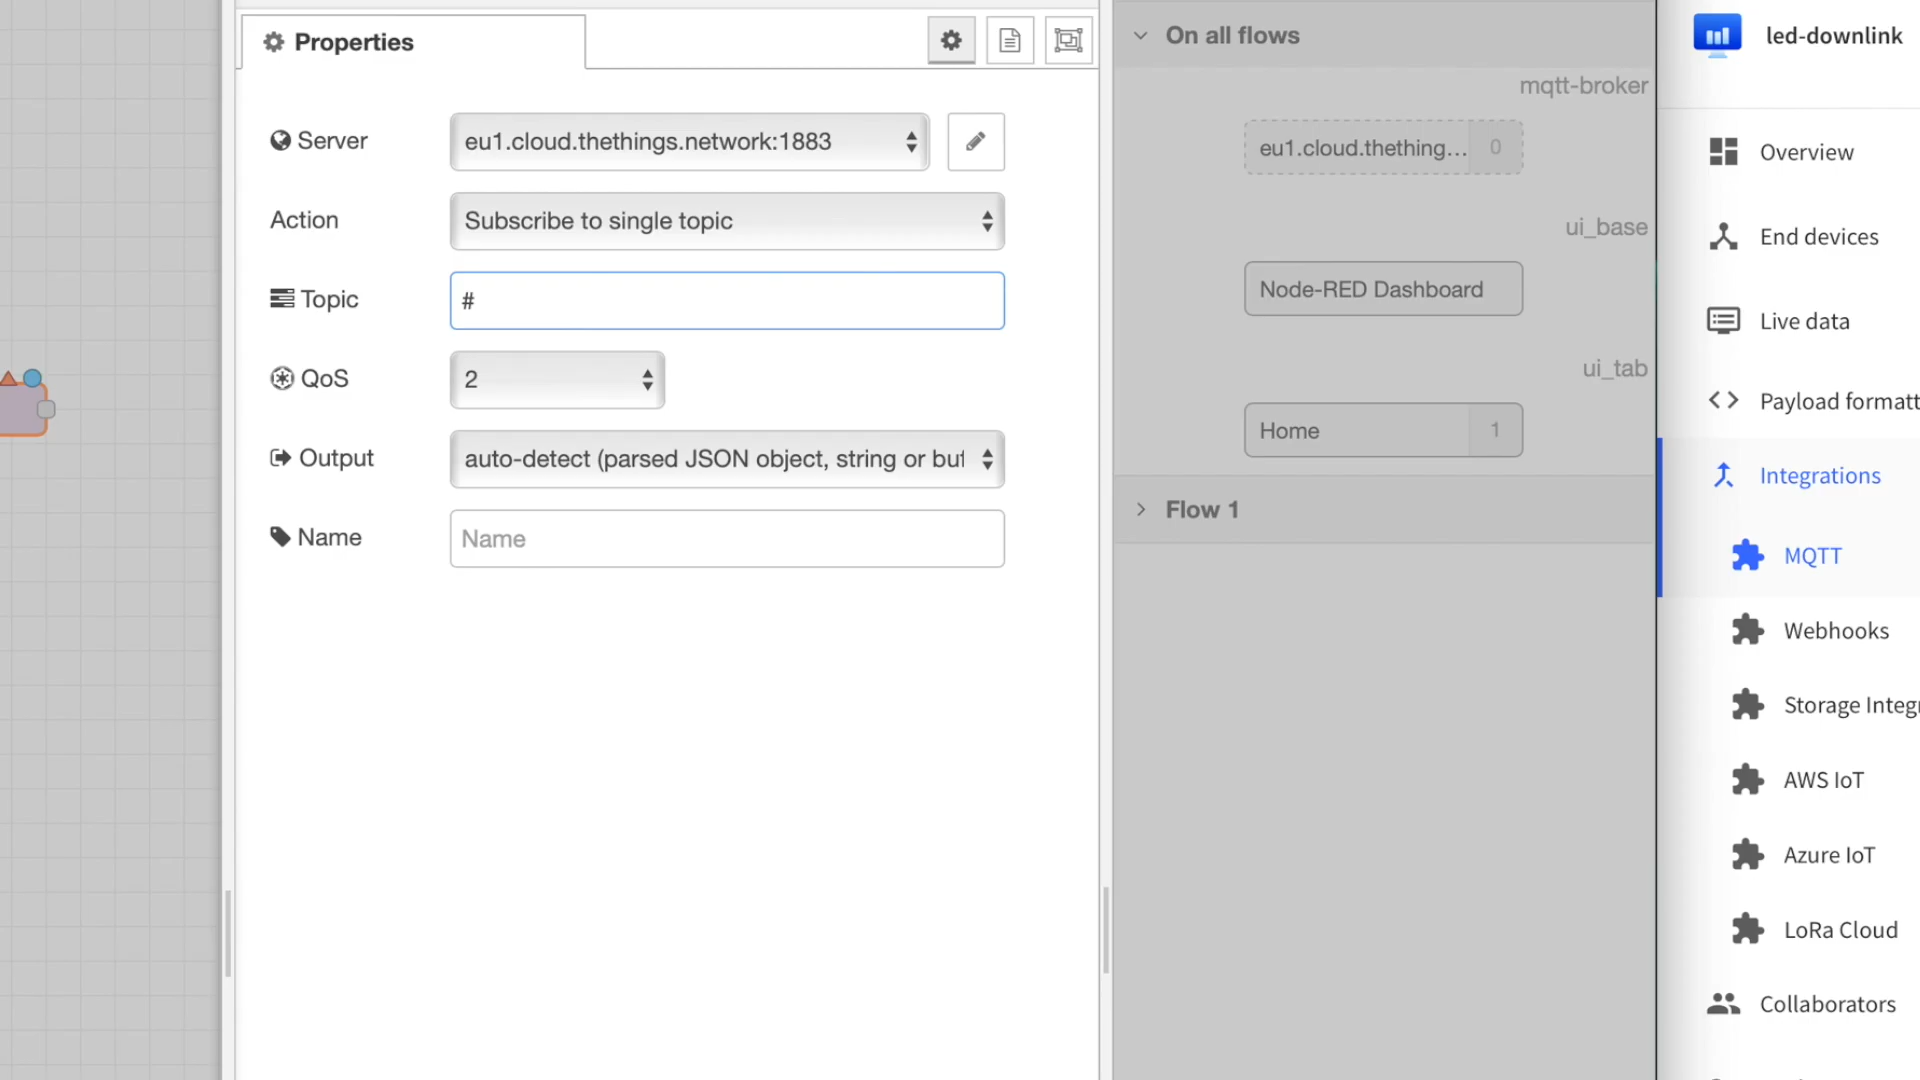 Properties
Server
eu1.cloud.thethings.network:1883
Action
Subscribe to single topic
Topic
#
QoS
2
Output
auto-detect (parsed JSON object, string or buf
Name
Name
On all flows
mqtt-broker
eu1.cloud.thething...
0
ui_base
Node-RED Dashboard
ui_tab
Home
1
Flow 1
led-downlink
Overview
End devices
Live data
Payload formatt
Integrations
MQTT
Webhooks
Storage Integr
AWS IoT
Azure IoT
LoRa Cloud
Collaborators